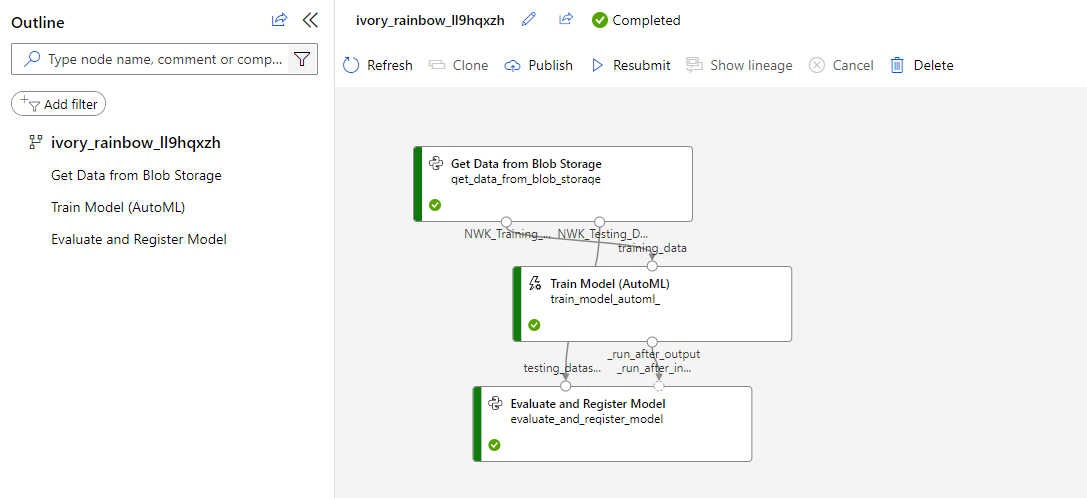 Outline
Type node name, comment or comp...
Add filter
ivory_rainbow_ll9hqxzh
Get Data from Blob Storage
Train Model (AutoML)
Evaluate and Register Model
ivory_rainbow_ll9hqxzh Completed
Refresh Clone Publish Resubmit Show lineage Cancel Delete
Get Data from Blob Storage
get_data_from_blob_storage
NWK_Training_... NWK_Testing_D...
training_data
Train Model (AutoML)
train_model_automl_
_run_after_output
testing_datas... _run_after_in...
Evaluate and Register Model
evaluate_and_register_model